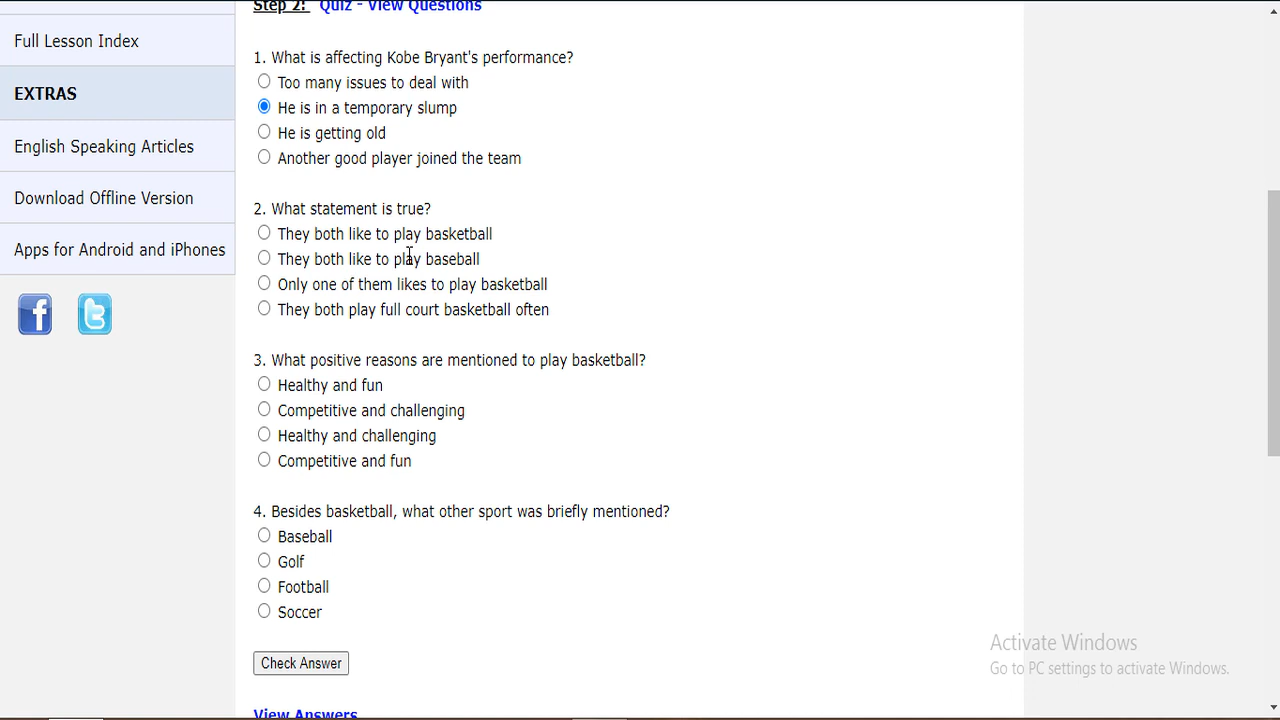 Step 2: Quiz - View Questions
Full Lesson Index
EXTRAS
English Speaking Articles
Download Offline Version
Apps for Android and iPhones
1. What is affecting Kobe Bryant's performance?
Too many issues to deal with
He is in a temporary slump
He is getting old
Another good player joined the team
2. What statement is true?
They both like to play basketball
They both like to play baseball
Only one of them likes to play basketball
They both play full court basketball often
3. What positive reasons are mentioned to play basketball?
Healthy and fun
Competitive and challenging
Healthy and challenging
Competitive and fun
4. Besides basketball, what other sport was briefly mentioned?
Baseball
Golf
Football
Soccer
Check Answer
View Answers
Activate Windows
Go to PC settings to activate Windows.